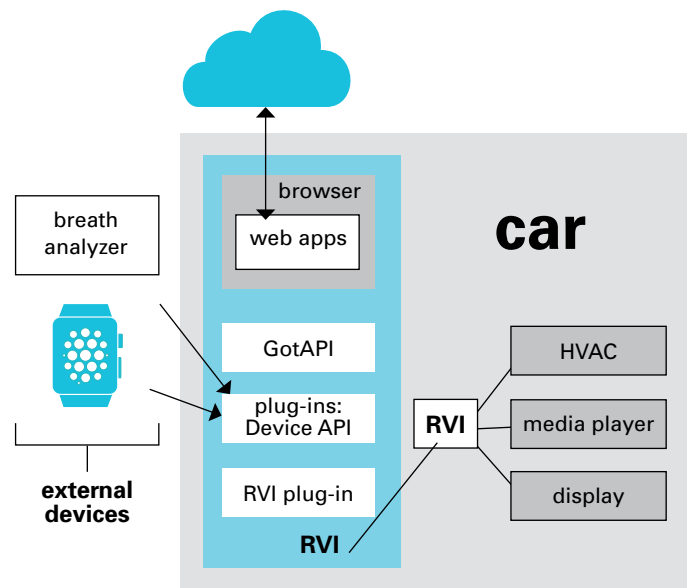 browser
web apps
car
breath
analyzer
GotAPI
plug-ins:
Device API
RVI plug-in
RVI
external
devices
RVI
HVAC
media player
display